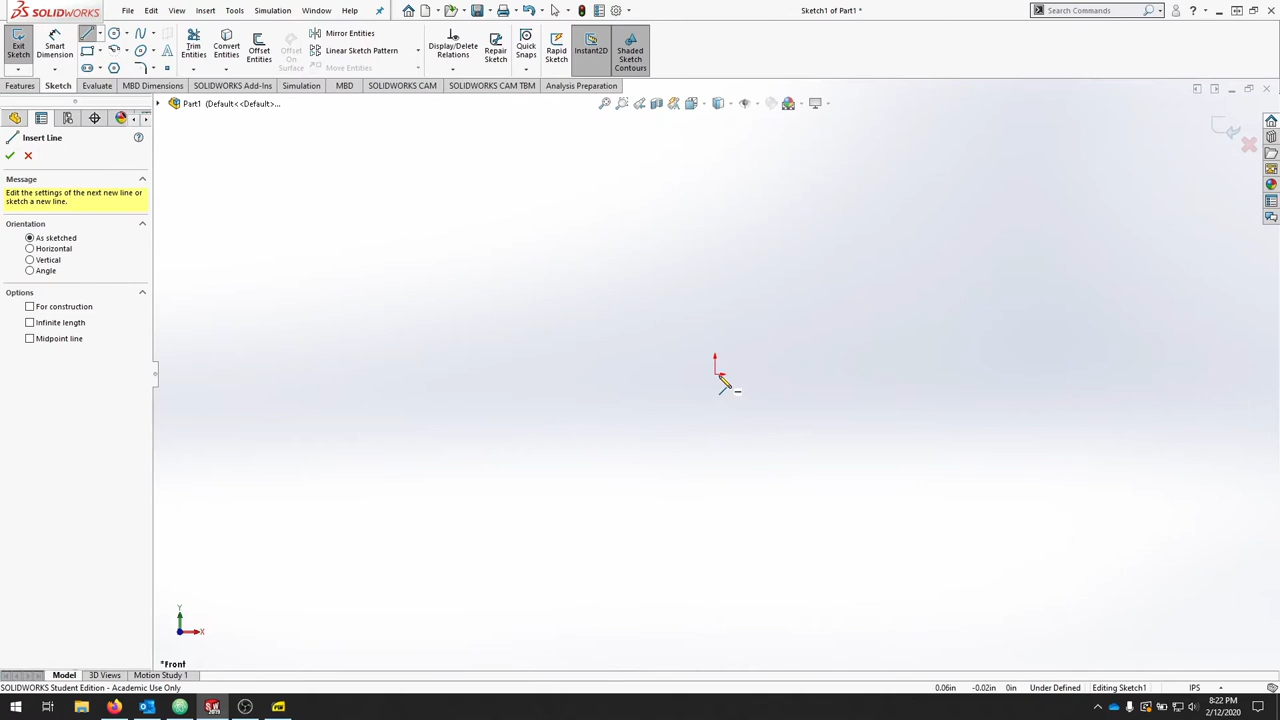 SOLIDWORKS
File Edit View Insert Tools Simulation Window Help
Sketch1 of Part1 *
Search Commands
Exit Sketch
Smart Dimension
Trim Entities
Convert Entities
Offset Entities
Offset On Surface
Mirror Entities
Linear Sketch Pattern
Move Entities
Display/Delete Relations
Repair Sketch
Quick Snaps
Rapid Sketch
Instant2D
Shaded Sketch Contours
Features Sketch Evaluate MBD Dimensions SOLIDWORKS Add-Ins Simulation MBD SOLIDWORKS CAM SOLIDWORKS CAM TBM Analysis Preparation
Part1 (Default<<Default>...
Insert Line
Message
Edit the settings of the next new line or
sketch a new line.
Orientation
As sketched
Horizontal
Vertical
Angle
Options
For construction
Infinite length
Midpoint line
Y
X
*Front
Model 3D Views Motion Study 1
SOLIDWORKS Student Edition - Academic Use Only
0.06in -0.02in 0in Under Defined Editing Sketch1 IPS
8:22 PM
2/12/2020